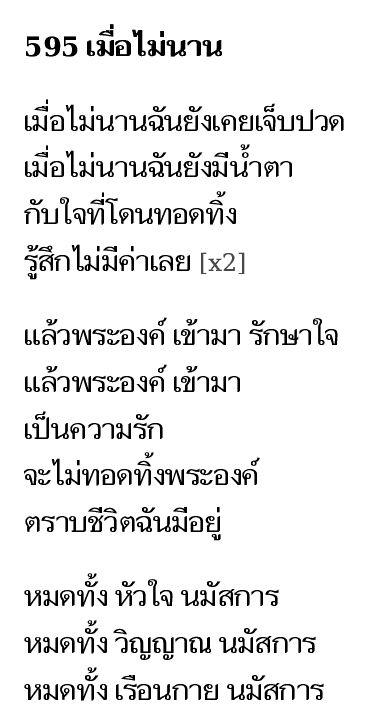 595 เมื่อไม่นาน
เมื่อไม่นานฉันยังเคยเจ็บปวด
เมื่อไม่นานฉันยังมีน้ำตา
กับใจที่โดนทอดทิ้ง
รู้สึกไม่มีค่าเลย [x2]
แล้วพระองค์ เข้ามา รักษาใจ
แล้วพระองค์ เข้ามา
เป็นความรัก
จะไม่ทอดทิ้งพระองค์
ตราบชีวิตฉันมีอยู่
หมดทั้ง หัวใจ นมัสการ
หมดทั้ง วิญญาณ นมัสการ
หมดทั้ง เรือนกาย นมัสการ